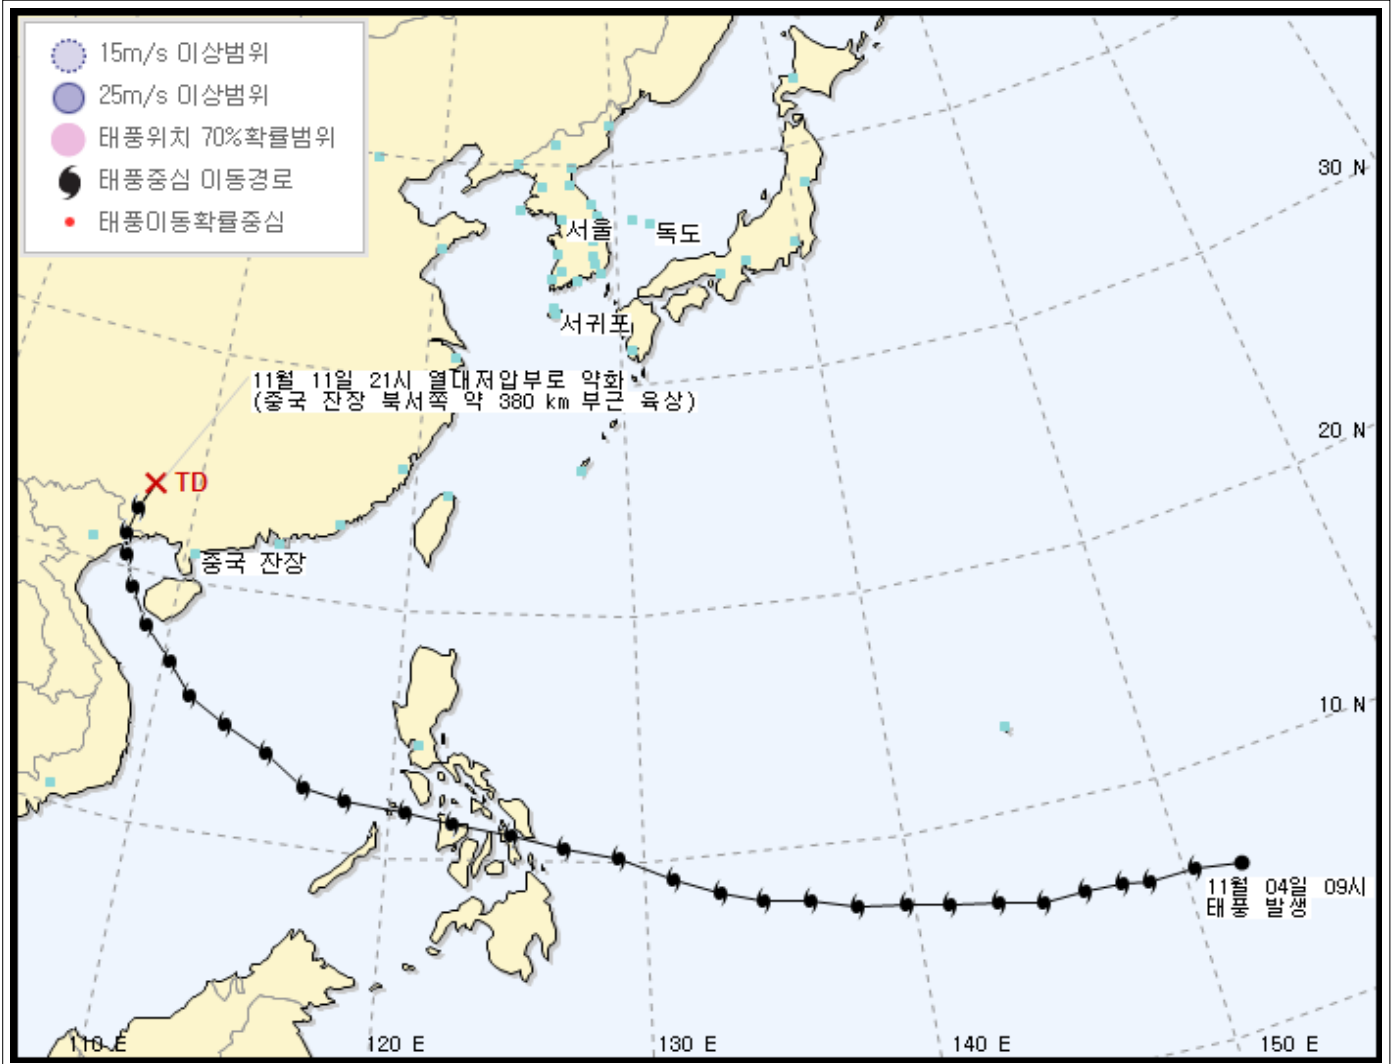 15m/s 이상범위
25m/s 이상범위
태풍위치 70%확률범위
태풍중심 이동경로
태풍이동확률중심
30 N
서울
독도
서귀포
11월 11일 21시 열대저압부로 약화
(중국 잔장 북서쪽 약 380 km 부근 육상)
20 N
TD
중국 잔장
10 N
11월 04일 09시
태풍 발생
110 E
120 E
130 E
140 E
150 E